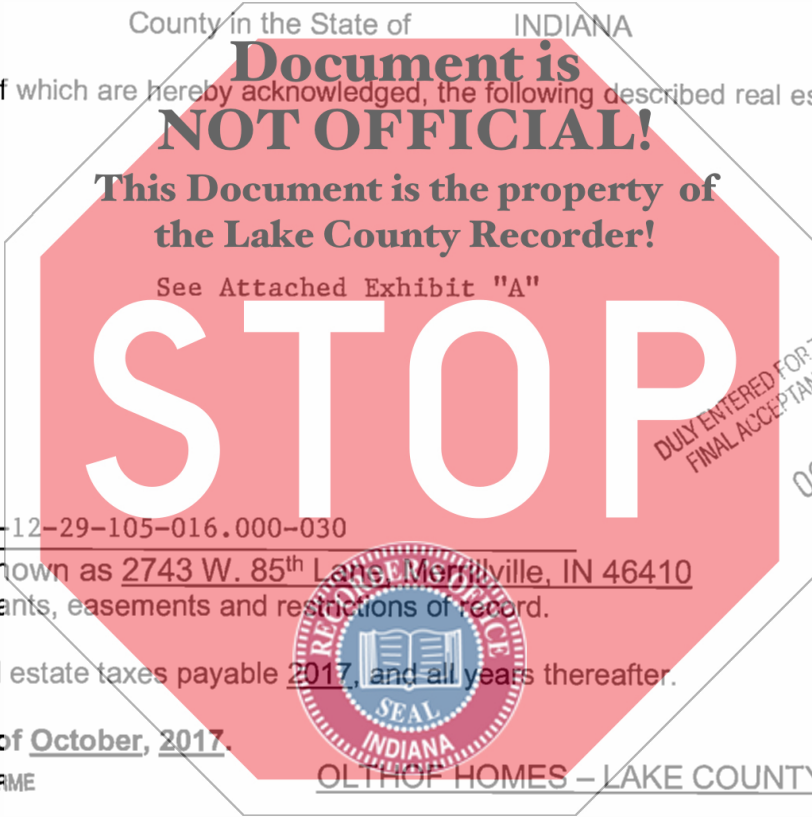 County in the State of INDIANA
Document is
f which are hereby acknowledged, the following described real es
NOT OFFICIAL!
This Document is the property of
the Lake County Recorder!
See Attached Exhibit "A"
STOP
DULY ENTERED FOR T
FINAL ACCEPTAN
-12-29-105-016.000-030
nown as 2743 W. 85th Lane, Merrillville, IN 46410
ants, easements and restrictions of record.
RECORDER'S OFFICE
estate taxes payable 2017, and all years thereafter.
SEAL
INDIANA
of October, 2017.
OLTHOF HOMES – LAKE COUNTY